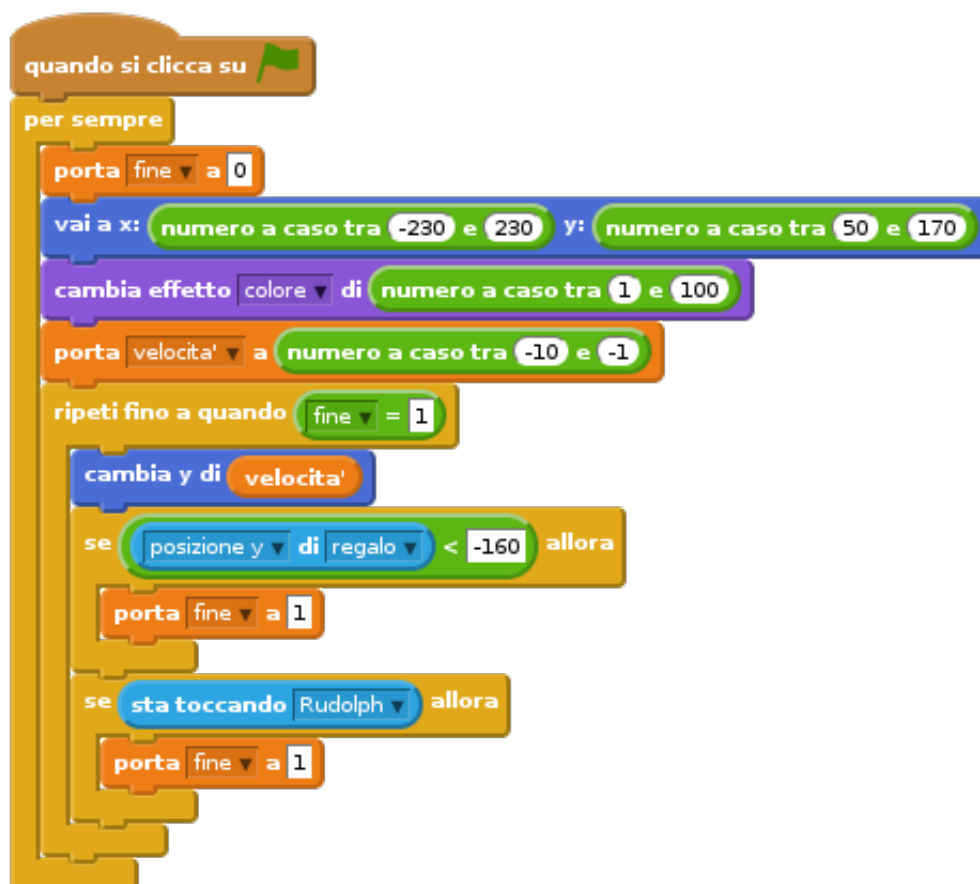 quando si clicca su
per sempre
porta fine a 0
vai a x: numero a caso tra -230 e 230 y: numero a caso tra 50 e 170
cambia effetto colore di numero a caso tra 1 e 100
porta velocita' a numero a caso tra -10 e -1
ripeti fino a quando fine = 1
cambia y di velocita'
se posizione y di regalo < -160 allora
porta fine a 1
se sta toccando Rudolph allora
porta fine a 1